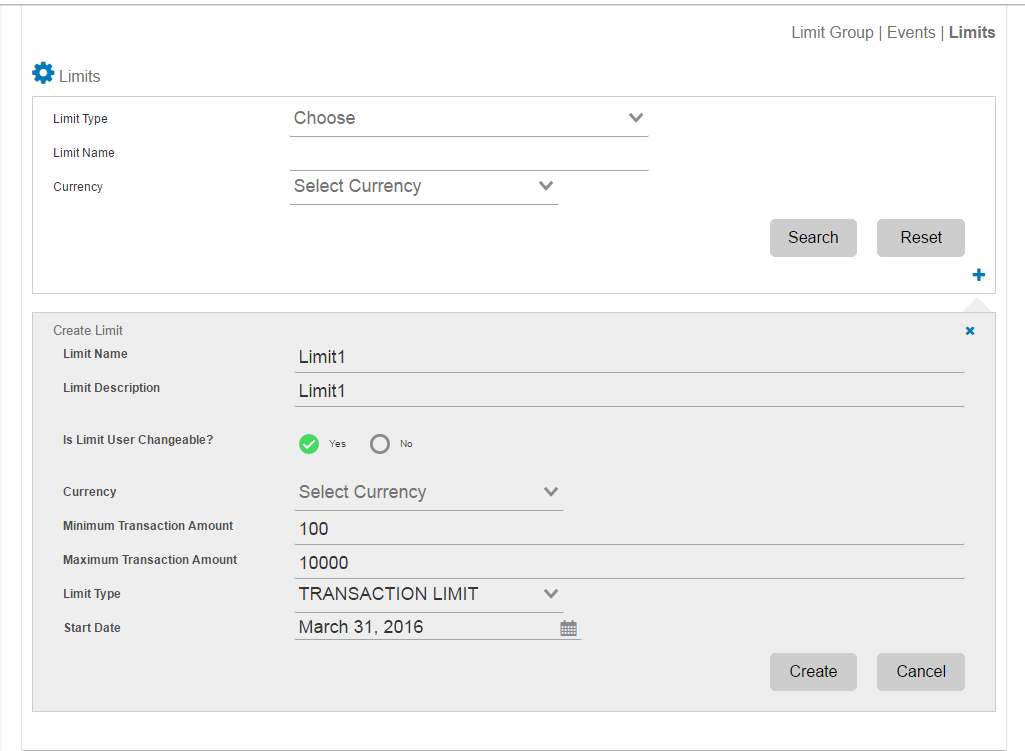 Limit Group | Events | Limits
Limits
Limit Type Choose
Limit Name
Currency Select Currency
Search Reset
Create Limit
Limit Name Limit1
Limit Description Limit1
Is Limit User Changeable? Yes No
Currency Select Currency
Minimum Transaction Amount 100
Maximum Transaction Amount 10000
Limit Type TRANSACTION LIMIT
Start Date March 31, 2016
Create Cancel